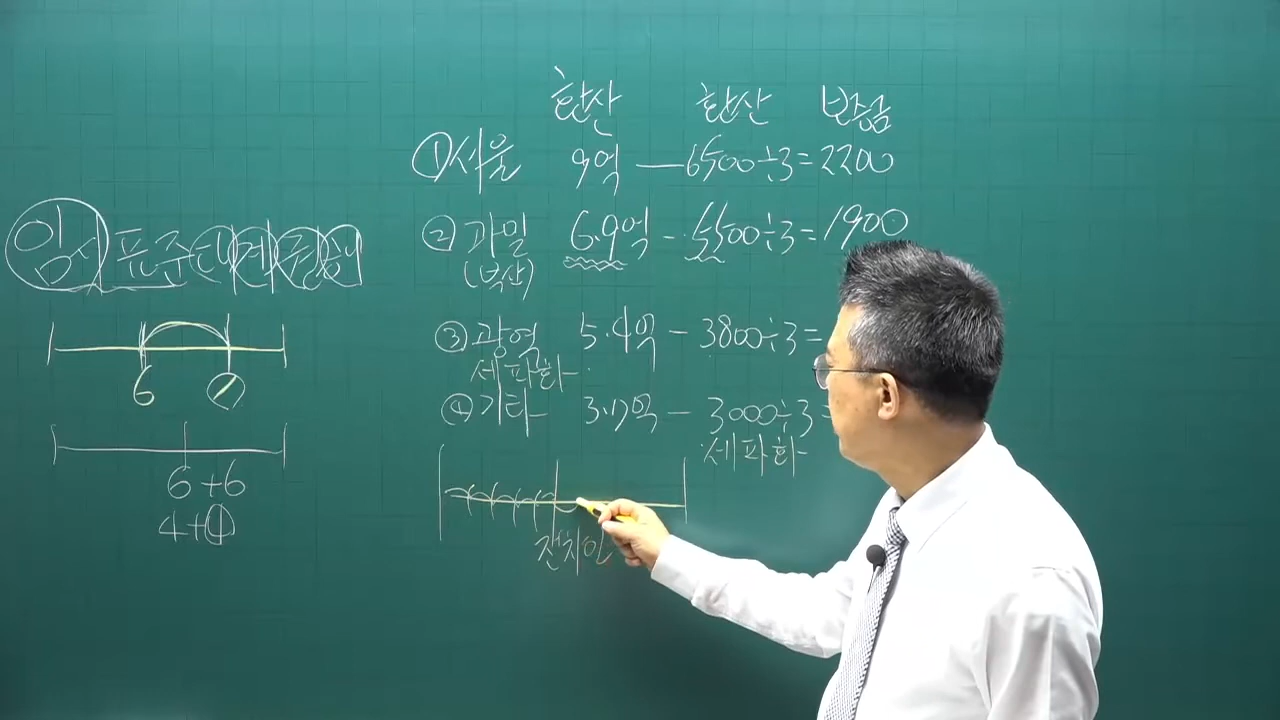 환산 환산 보증금
①서울 9억 — 6500÷3=2200
②과밀 6.9억 - 5500÷3=1900
(부산)
③광역 5.4억 - 3800÷3=
세파화
④기타 3.7억 - 3000÷3=
세파화
전차인
임시표준
6 2
6+6
4+④